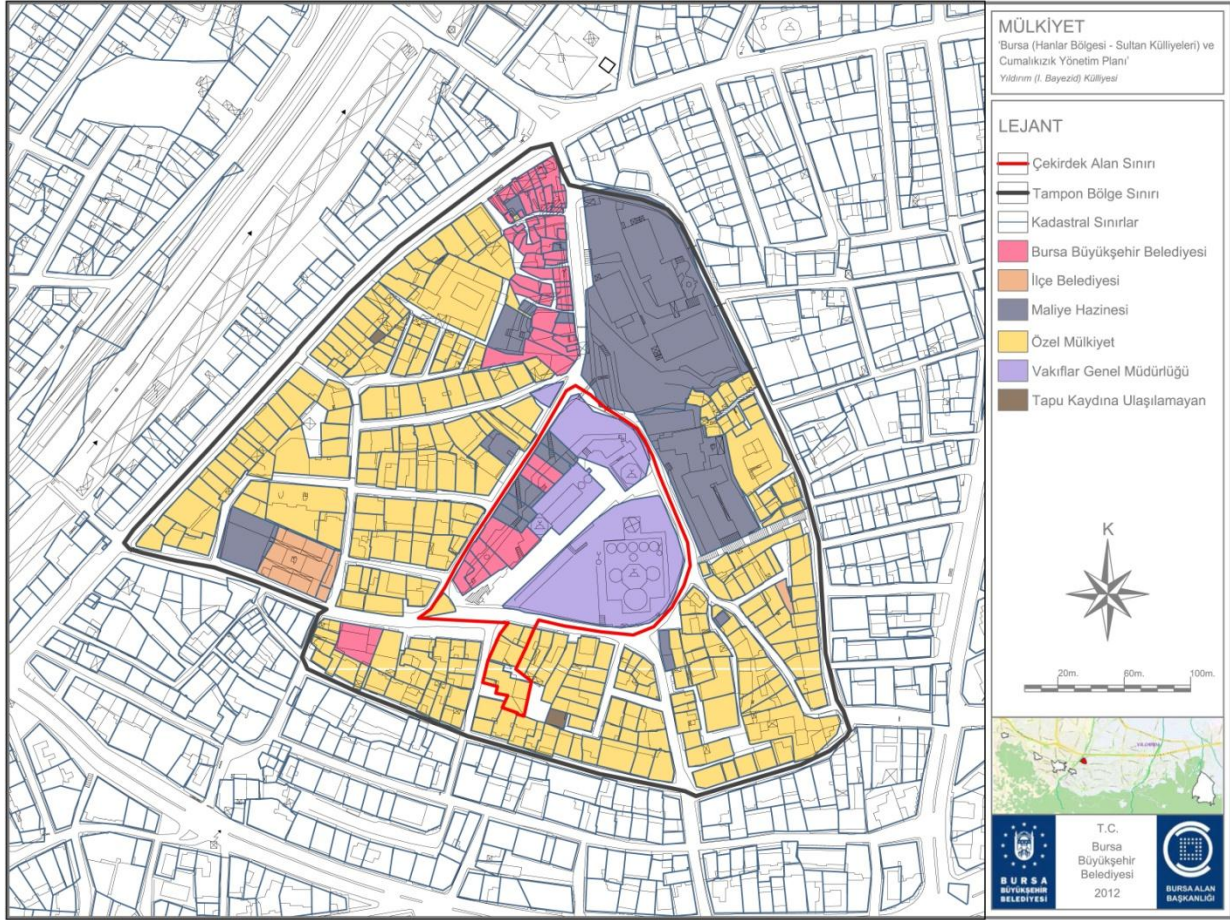 MÜLKİYET
'Bursa (Hanlar Bölgesi - Sultan Külliyeleri) ve
Cumalıkızık Yönetim Planı'
Yıldırım (I. Bayezid) Külliyesi
LEJANT
Çekirdek Alan Sınırı
Tampon Bölge Sınırı
Kadastral Sınırlar
Bursa Büyükşehir Belediyesi
İlçe Belediyesi
Maliye Hazinesi
Özel Mülkiyet
Vakıflar Genel Müdürlüğü
Tapu Kaydına Ulaşılamayan
K
20m. 60m. 100m.
YILDIRIM
BURSA
BÜYÜKŞEHİR
BELEDİYESİ
T.C.
Bursa
Büyükşehir
Belediyesi
2012
BURSA ALAN
BAŞKANLIĞI